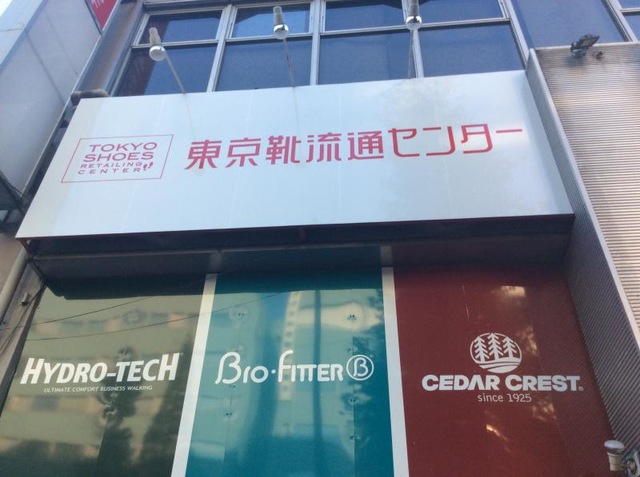 TOKYO
SHOES
RETAILING
CENTER
東京靴流通センター
HYDRO-TECH
ULTIMATE COMFORT BUSINESS WALKING
Bio・Fitter B
CEDAR CREST.
since 1925